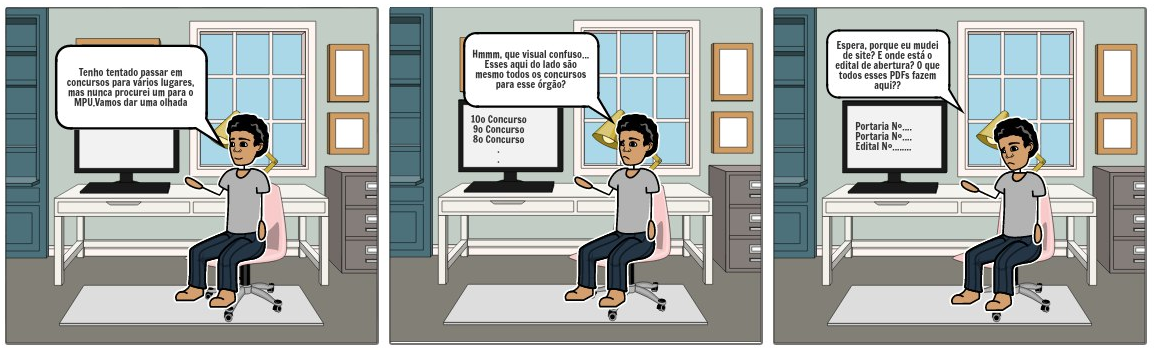 Tenho tentado passar em
concursos para vários lugares,
mas nunca procurei um para o
MPU,Vamos dar uma olhada
Hmmm, que visual confuso...
Esses aqui do lado são
mesmo todos os concursos
para esse órgão?
10o Concurso
9o Concurso
8o Concurso
.
.
Espera, porque eu mudei
de site? E onde está o
edital de abertura? O que
todos esses PDFs fazem
aqui??
Portaria Nº....
Portaria Nº....
Edital Nº........